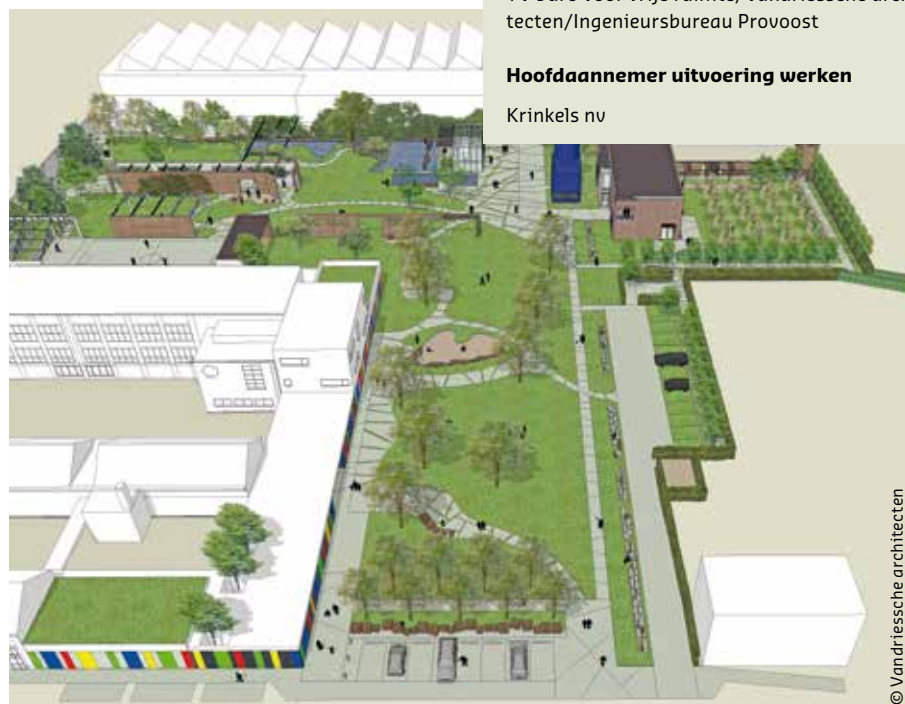 tecten/Ingenieursbureau Provoost
Hoofdaannemer uitvoering werken
Krinkels nv
© Vandriessche architecten